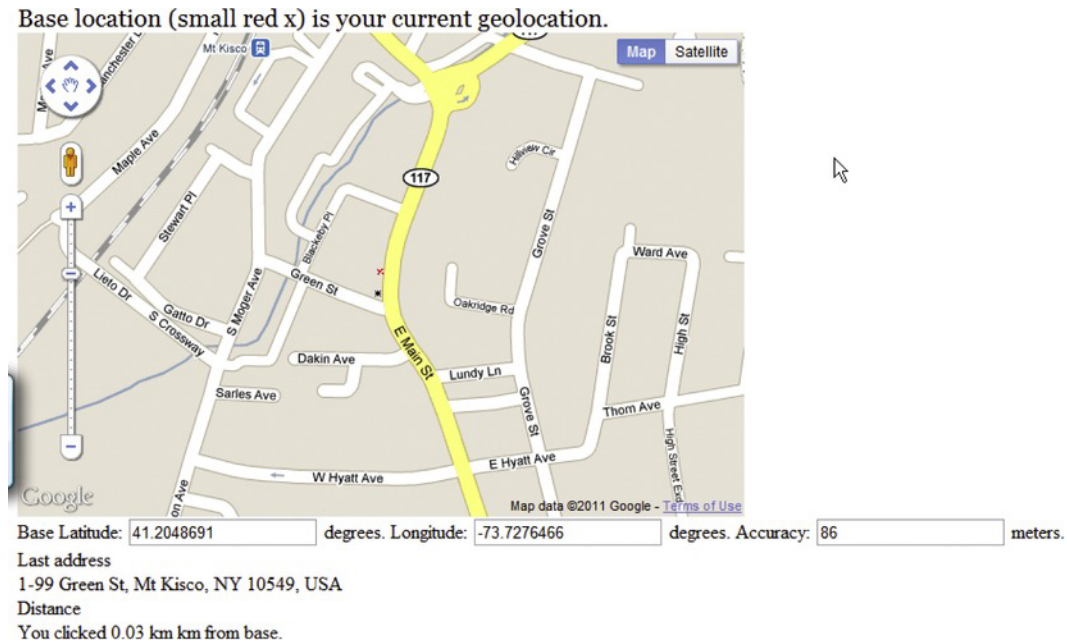 Base location (small red x) is your current geolocation.
Mt Kisco
Map Satellite
Maple Ave
117
Hillview Cir
Stewart Pl
Blackeby Pl
Grove St
Ward Ave
Lieto Dr
Green St
S Moger Ave
Oakridge Rd
Gatto Dr
S Crossway
E Main St
Brook St
High St
Dakin Ave
Lundy Ln
Sarles Ave
Grove St
Thom Ave
E Hyatt Ave
W Hyatt Ave
Google
Map data ©2011 Google - Terms of Use
Base Latitude: 41.2048691 degrees. Longitude: -73.7276466 degrees. Accuracy: 86 meters.
Last address
1-99 Green St, Mt Kisco, NY 10549, USA
Distance
You clicked 0.03 km km from base.